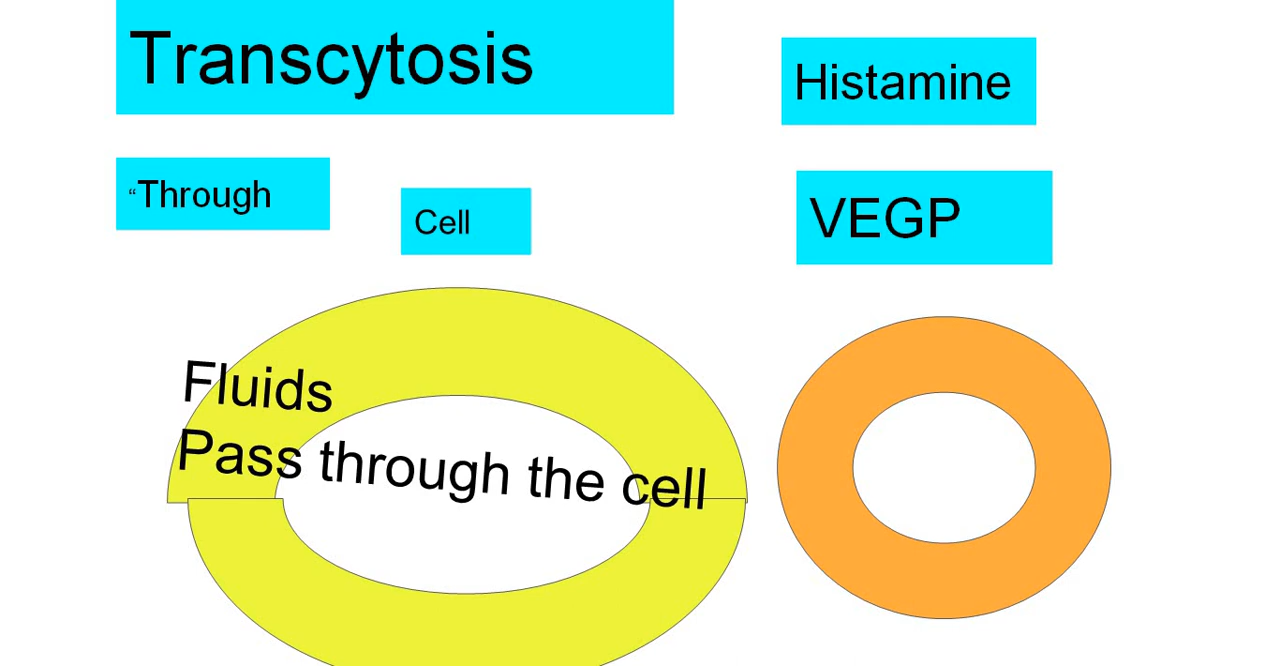 Transcytosis
Histamine
“Through
Cell
VEGP
Fluids
Pass through the cell